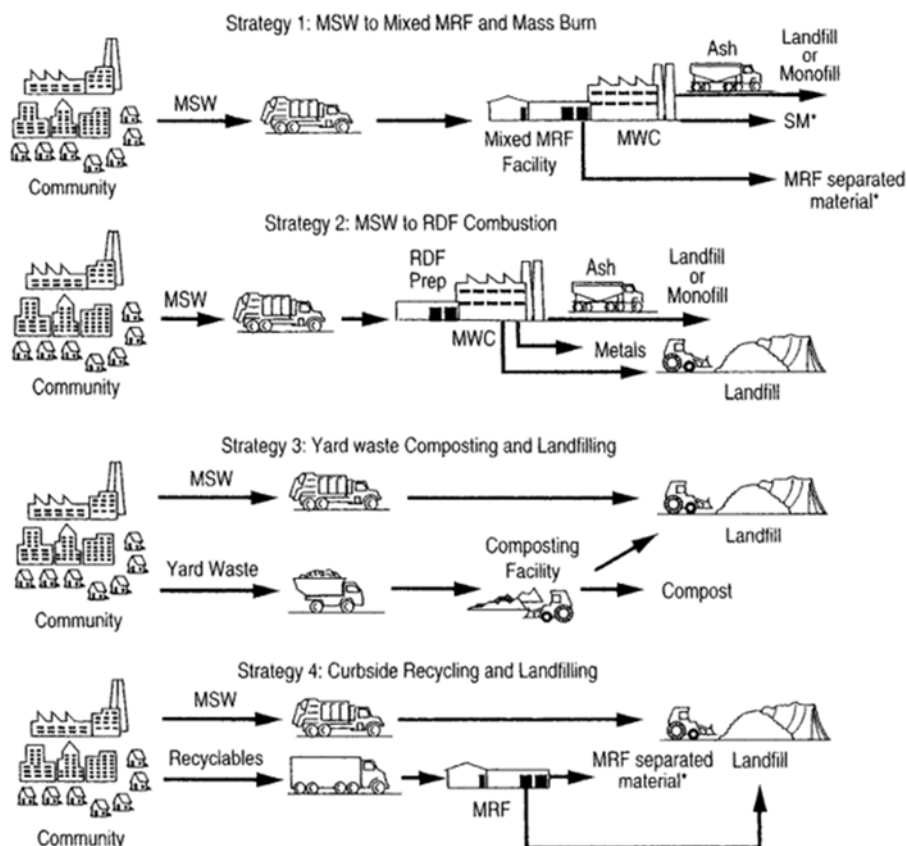 Strategy 1: MSW to Mixed MRF and Mass Burn
Ash
Landfill
or
Monofill
MSW
SM*
Mixed MRF
Facility
MWC
Community
MRF separated
material*
Strategy 2: MSW to RDF Combustion
RDF
Prep
Ash
Landfill
or
Monofill
MSW
MWC
Metals
Community
Landfill
Strategy 3: Yard waste Composting and Landfilling
MSW
Landfill
Composting
Facility
Yard Waste
Compost
Community
Strategy 4: Curbside Recycling and Landfilling
MSW
Recyclables
MRF separated
material*
Landfill
MRF
Community